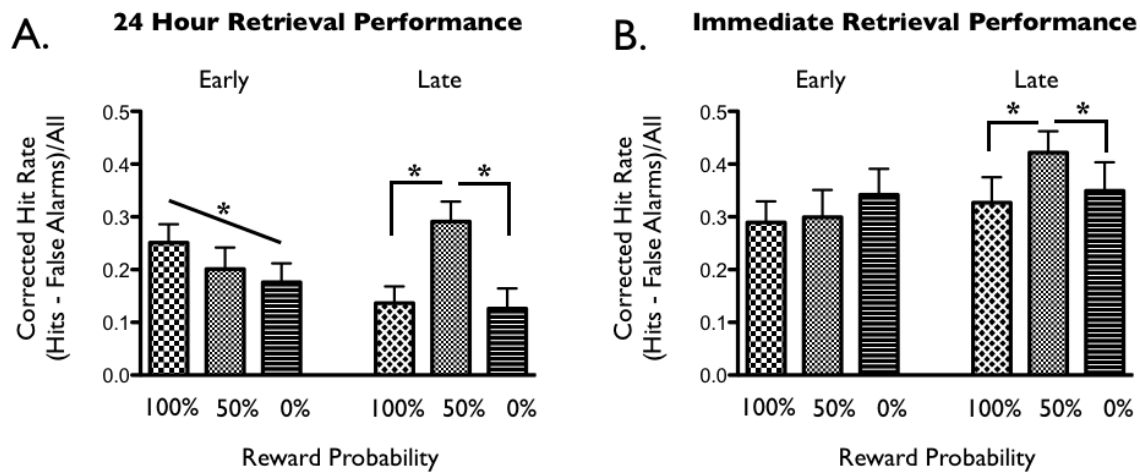 A.
24 Hour Retrieval Performance
Early
Late
Corrected Hit Rate
(Hits - False Alarms)/All
0.5
0.4
0.3
0.2
0.1
0.0
*
*
*
100%
50%
0%
100%
50%
0%
Reward Probability
B.
Immediate Retrieval Performance
Early
Late
Corrected Hit Rate
(Hits - False Alarms)/All
0.5
0.4
0.3
0.2
0.1
0.0
*
*
100%
50%
0%
100%
50%
0%
Reward Probability